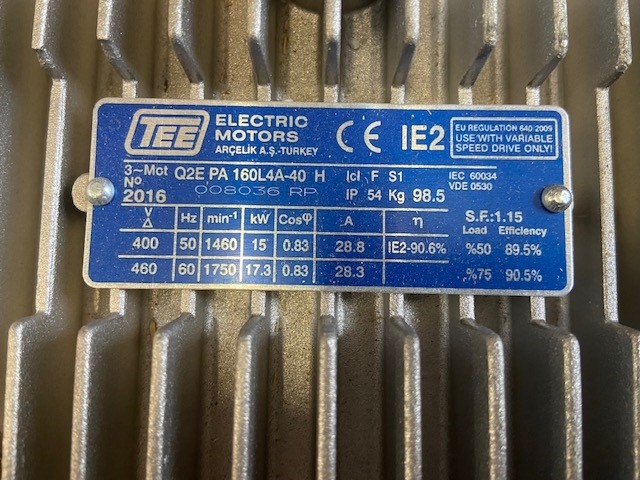 TEE
ELECTRIC
MOTORS
ARÇELİK A.Ş.-TURKEY
CE IE2
EU REGULATION 640/2009
USE WITH VARIABLE
SPEED DRIVE ONLY!
3~Mot Q2E PA 160L4A-40 H Icl F S1 IEC 60034
VDE 0530
No 008036 RP IP 54 Kg 98.5
2016
V Δ Hz min⁻¹ kW Cosφ A η S.F.:1.15
Load Efficiency
400 50 1460 15 0.83 28.8 IE2-90.6% %50 89.5%
460 60 1750 17.3 0.83 28.3 %75 90.5%